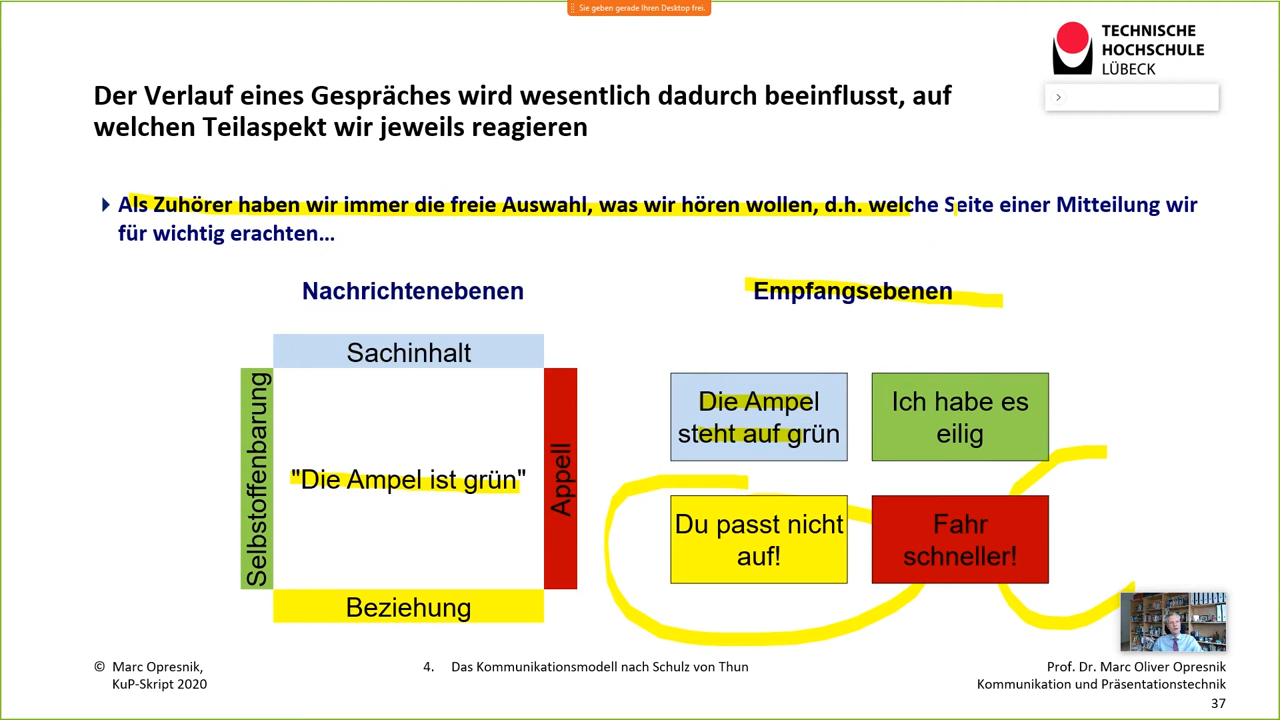 Sie geben gerade Ihren Desktop frei.
TECHNISCHE
HOCHSCHULE
LÜBECK
Der Verlauf eines Gespräches wird wesentlich dadurch beeinflusst, auf
welchen Teilaspekt wir jeweils reagieren
Als Zuhörer haben wir immer die freie Auswahl, was wir hören wollen, d.h. welche Seite einer Mitteilung wir
für wichtig erachten…
Nachrichtenebenen
Sachinhalt
Selbstoffenbarung
"Die Ampel ist grün"
Appell
Beziehung
Empfangsebenen
Die Ampel
steht auf grün
Ich habe es
eilig
Du passt nicht
auf!
Fahr
schneller!
© Marc Opresnik,
KuP-Skript 2020
4. Das Kommunikationsmodell nach Schulz von Thun
Prof. Dr. Marc Oliver Opresnik
Kommunikation und Präsentationstechnik
37